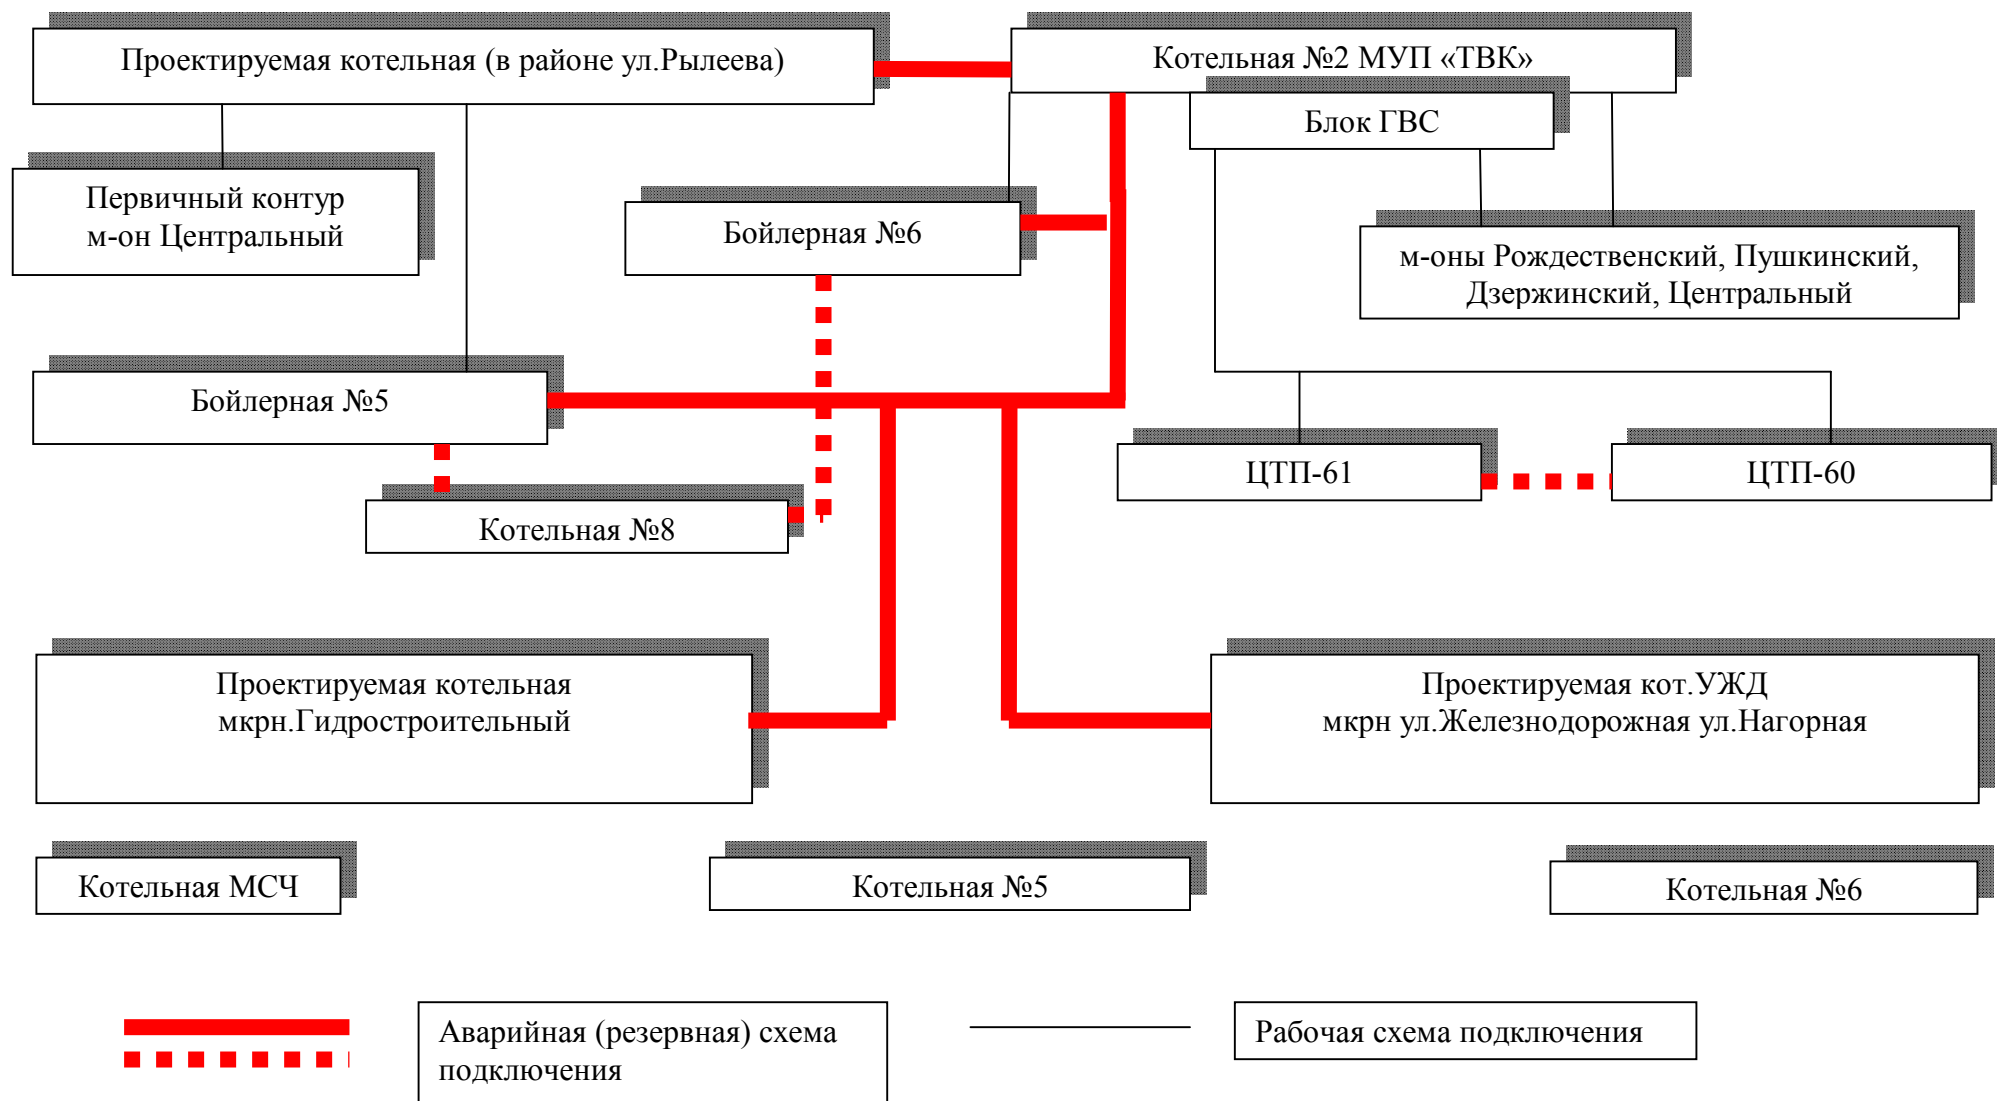 Проектируемая котельная (в районе ул.Рылеева)
Котельная №2 МУП «ТВК»
Блок ГВС
Первичный контур
м-он Центральный
Бойлерная №6
м-оны Рождественский, Пушкинский,
Дзержинский, Центральный
Бойлерная №5
ЦТП-61
ЦТП-60
Котельная №8
Проектируемая котельная
мкрн.Гидростроительный
Проектируемая кот.УЖД
мкрн ул.Железнодорожная ул.Нагорная
Котельная МСЧ
Котельная №5
Котельная №6
Аварийная (резервная) схема
подключения
Рабочая схема подключения